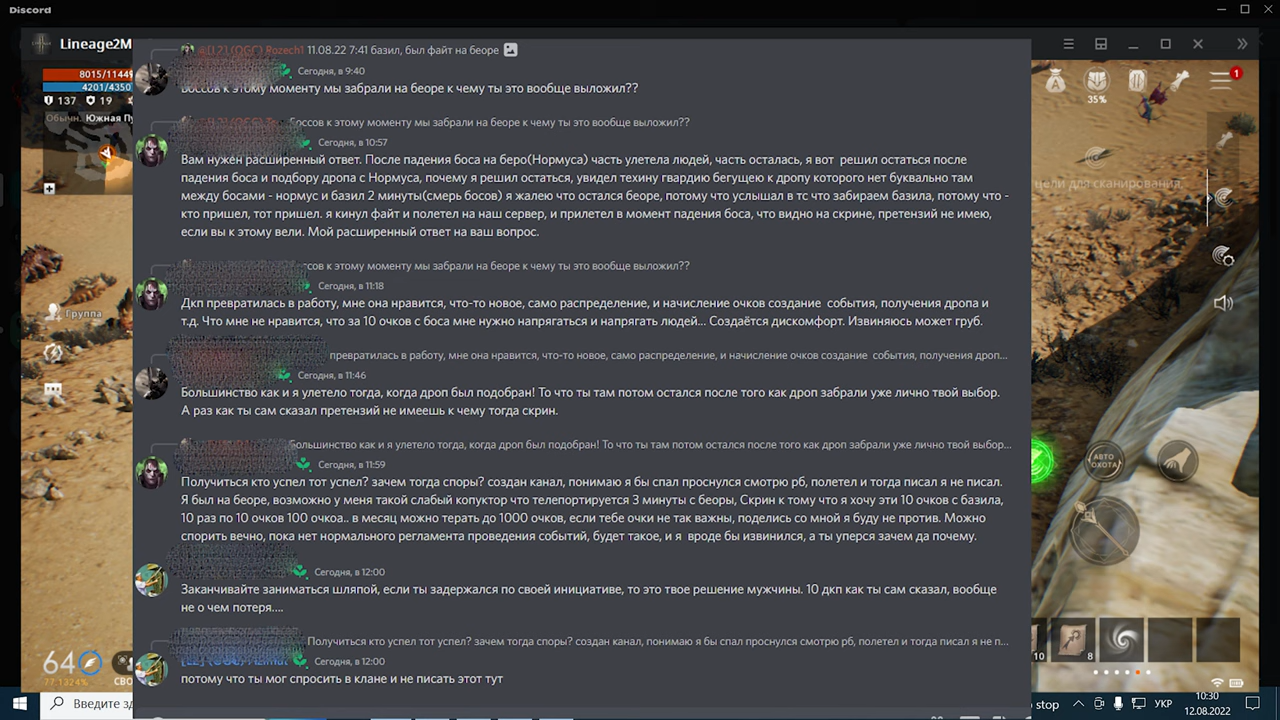 Discord
Lineage2M
8015/1144
4201/4350
137 19
Обычн. Южная Пу
Группа
64
77.1324%
СВО
Введите зд
@[L2] (OGC) Pozech1 11.08.22 7:41 базил, был файт на беоре
Сегодня, в 9:40
боссов к этому моменту мы забрали на беоре к чему ты это вообще выложил??
боссов к этому моменту мы забрали на беоре к чему ты это вообще выложил??
Сегодня, в 10:57
Вам нужен расширенный ответ. После падения боса на беро(Нормуса) часть улетела людей, часть осталась, я вот решил остаться после
падения боса и подбору дропа с Нормуса, почему я решил остаться, увидел техину гвардию бегущею к дропу которого нет буквально там
между босами - нормус и базил 2 минуты(смерь босов) я жалею что остался беоре, потому что услышал в тс что забираем базила, потому что -
кто пришел, тот пришел. я кинул файт и полетел на наш сервер, и прилетел в момент падения боса, что видно на скрине, претензий не имею,
если вы к этому вели. Мой расширенный ответ на ваш вопрос.
боссов к этому моменту мы забрали на беоре к чему ты это вообще выложил??
Сегодня, в 11:18
Дкп превратилась в работу, мне она нравится, что-то новое, само распределение, и начисление очков создание события, получения дропа и
т.д. Что мне не нравится, что за 10 очков с боса мне нужно напрягаться и напрягать людей... Создаётся дискомфорт. Извиняюсь может груб.
превратилась в работу, мне она нравится, что-то новое, само распределение, и начисление очков создание события, получения дроп...
Сегодня, в 11:46
Большинство как и я улетело тогда, когда дроп был подобран! То что ты там потом остался после того как дроп забрали уже лично твой выбор.
А раз как ты сам сказал претензий не имеешь к чему тогда скрин.
Большинство как и я улетело тогда, когда дроп был подобран! То что ты там потом остался после того как дроп забрали уже лично твой выбор...
Сегодня, в 11:59
Получиться кто успел тот успел? зачем тогда споры? создан канал, понимаю я бы спал проснулся смотрю рб, полетел и тогда писал я не писал.
Я был на беоре, возможно у меня такой слабый копуктор что телепортируется 3 минуты с беоры, Скрин к тому что я хочу эти 10 очков с базила,
10 раз по 10 очков 100 очкоа.. в месяц можно терать до 1000 очков, если тебе очки не так важны, поделись со мной я буду не против. Можно
спорить вечно, пока нет нормального регламента проведения событий, будет такое, и я вроде бы извинился, а ты уперся зачем да почему.
Сегодня, в 12:00
Заканчивайте заниматься шляпой, если ты задержался по своей инициативе, то это твое решение мужчины. 10 дкп как ты сам сказал, вообще
не о чем потеря....
Получиться кто успел тот успел? зачем тогда споры? создан канал, понимаю я бы спал проснулся смотрю рб, полетел и тогда писал я не п...
Сегодня, в 12:00
потому что ты мог спросить в клане и не писать этот тут
A
35%
1
цели для сканирования.
АВТО
ОХОТА
10
8
stop
УКР
10:30
12.08.2022